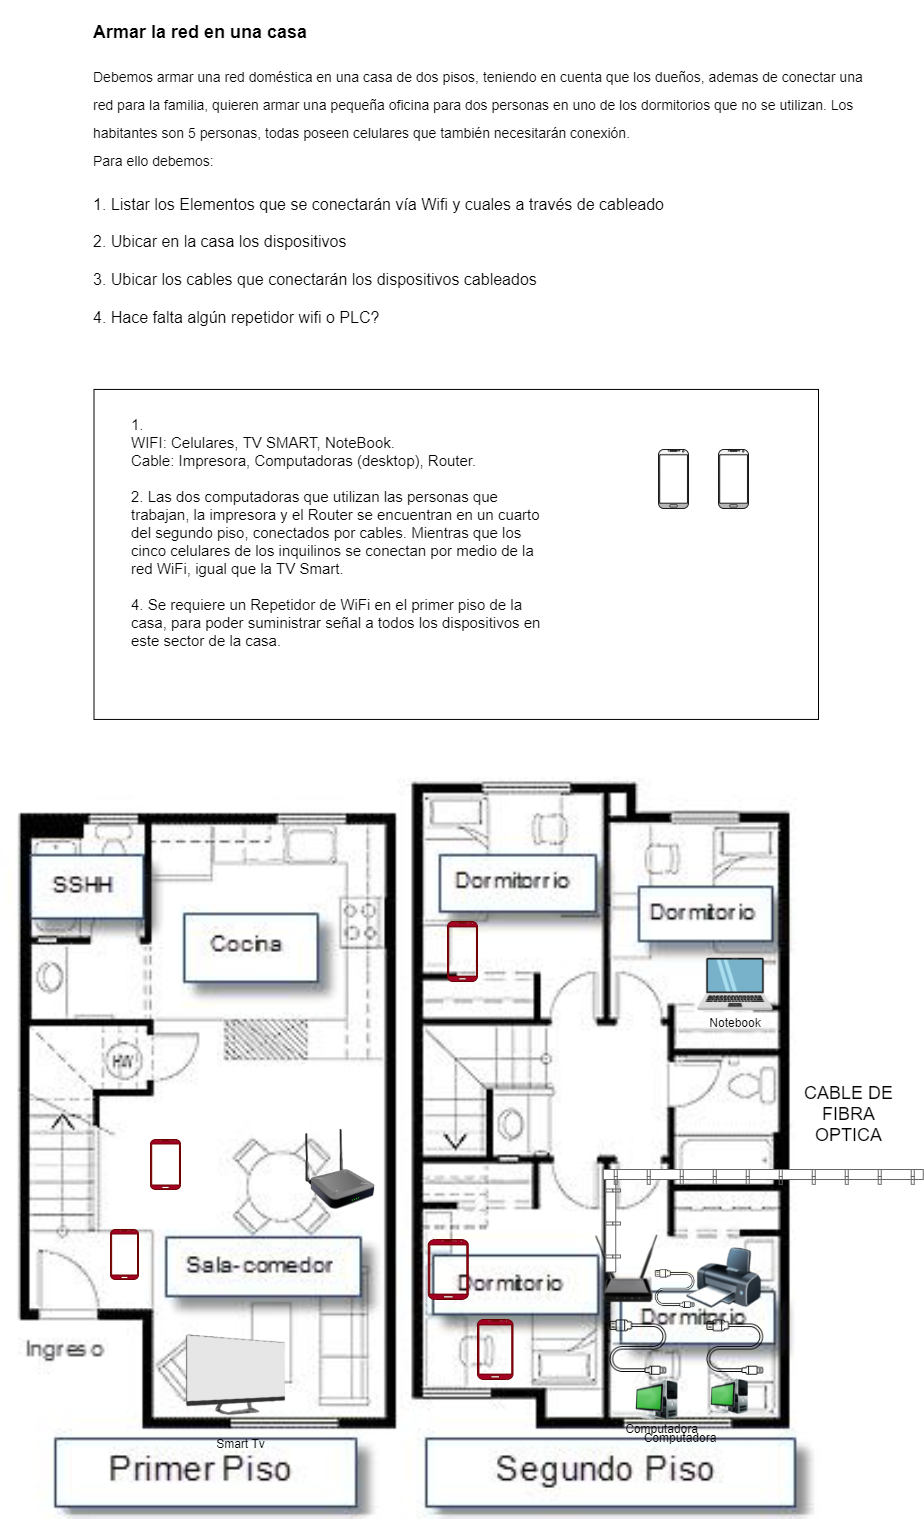 Armar la red en una casa
Debemos armar una red doméstica en una casa de dos pisos, teniendo en cuenta que los dueños, ademas de conectar una
red para la familia, quieren armar una pequeña oficina para dos personas en uno de los dormitorios que no se utilizan. Los
habitantes son 5 personas, todas poseen celulares que también necesitarán conexión.
Para ello debemos:
1. Listar los Elementos que se conectarán vía Wifi y cuales a través de cableado
2. Ubicar en la casa los dispositivos
3. Ubicar los cables que conectarán los dispositivos cableados
4. Hace falta algún repetidor wifi o PLC?
1.
WIFI: Celulares, TV SMART, NoteBook.
Cable: Impresora, Computadoras (desktop), Router.
2. Las dos computadoras que utilizan las personas que
trabajan, la impresora y el Router se encuentran en un cuarto
del segundo piso, conectados por cables. Mientras que los
cinco celulares de los inquilinos se conectan por medio de la
red WiFi, igual que la TV Smart.
4. Se requiere un Repetidor de WiFi en el primer piso de la
casa, para poder suministrar señal a todos los dispositivos en
este sector de la casa.
SSHH
Cocina
HW
Sala-comedor
Ingreso
Smart Tv
Primer Piso
Dormitorrio
Dormitorio
Notebook
CABLE DE
FIBRA
OPTICA
Dormitorio
Dormitorio
Computadora
Computadora
Segundo Piso